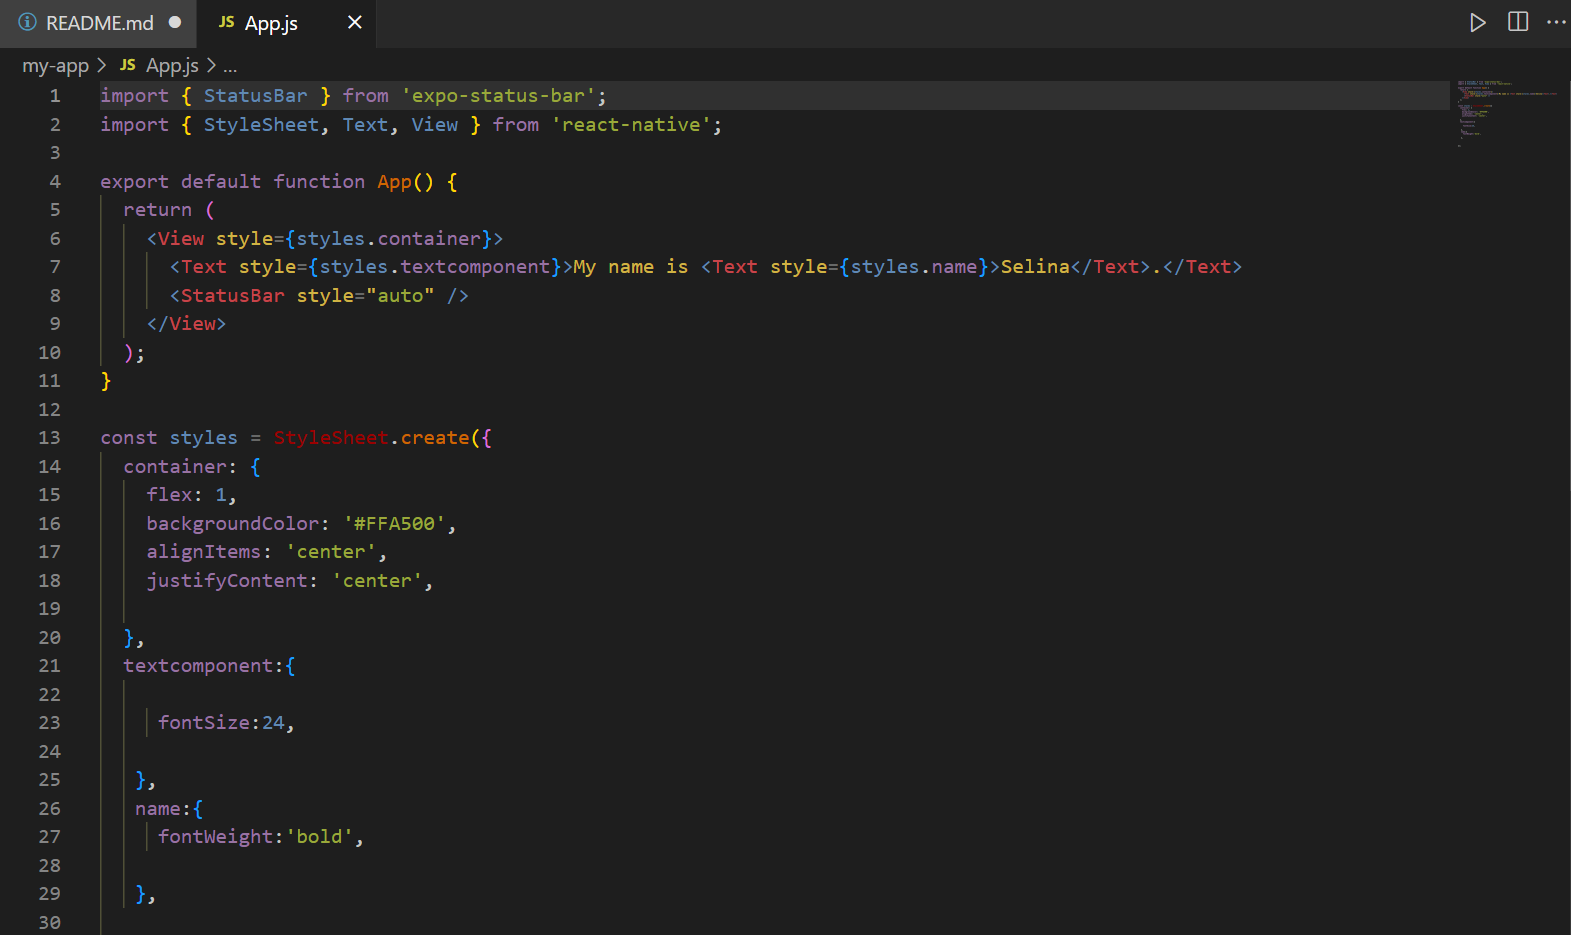 README.md
JS App.js
my-app > JS App.js > ...
1 import { StatusBar } from 'expo-status-bar';
2 import { StyleSheet, Text, View } from 'react-native';
3
4 export default function App() {
5   return (
6     <View style={styles.container}>
7       <Text style={styles.textcomponent}>My name is <Text style={styles.name}>Selina</Text>.</Text>
8       <StatusBar style="auto" />
9     </View>
10   );
11 }
12
13 const styles = StyleSheet.create({
14   container: {
15     flex: 1,
16     backgroundColor: '#FFA500',
17     alignItems: 'center',
18     justifyContent: 'center',
19
20   },
21   textcomponent:{
22
23      fontSize:24,
24
25    },
26    name:{
27      fontWeight:'bold',
28
29    },
30